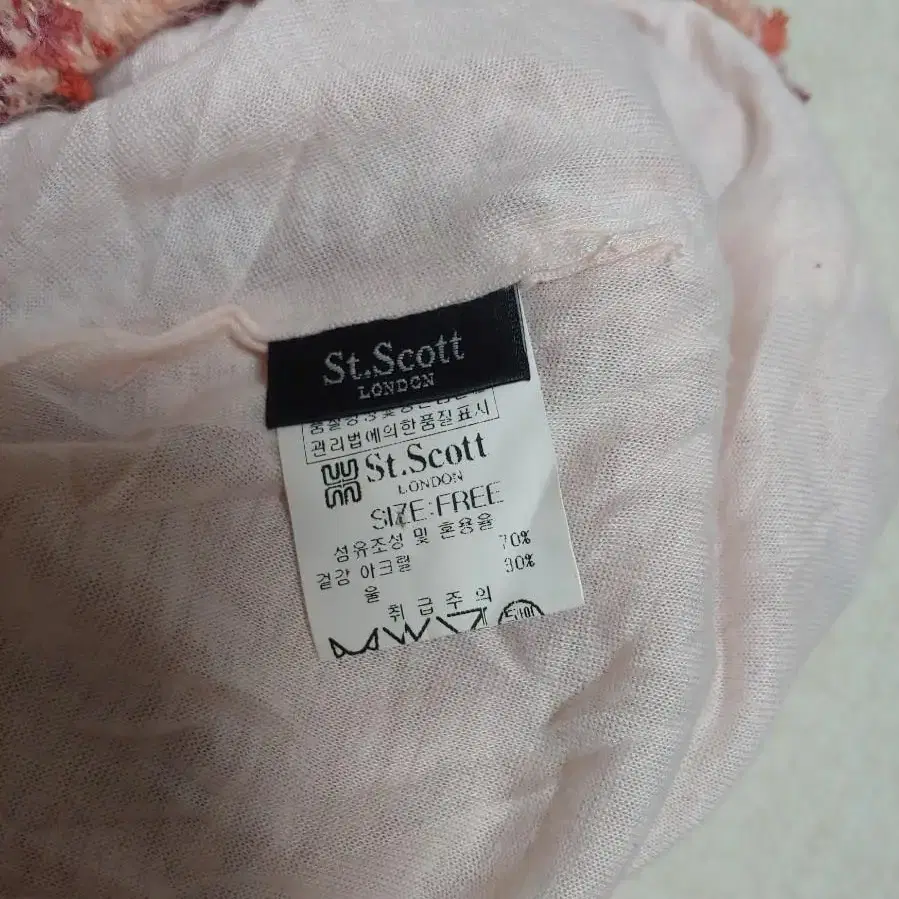 St.Scott
LONDON
관리법에의한품질표시
St.Scott
LONDON
SIZE:FREE
섬유조성 및 혼용율
겉감 아크릴 70%
울 30%
취급주의